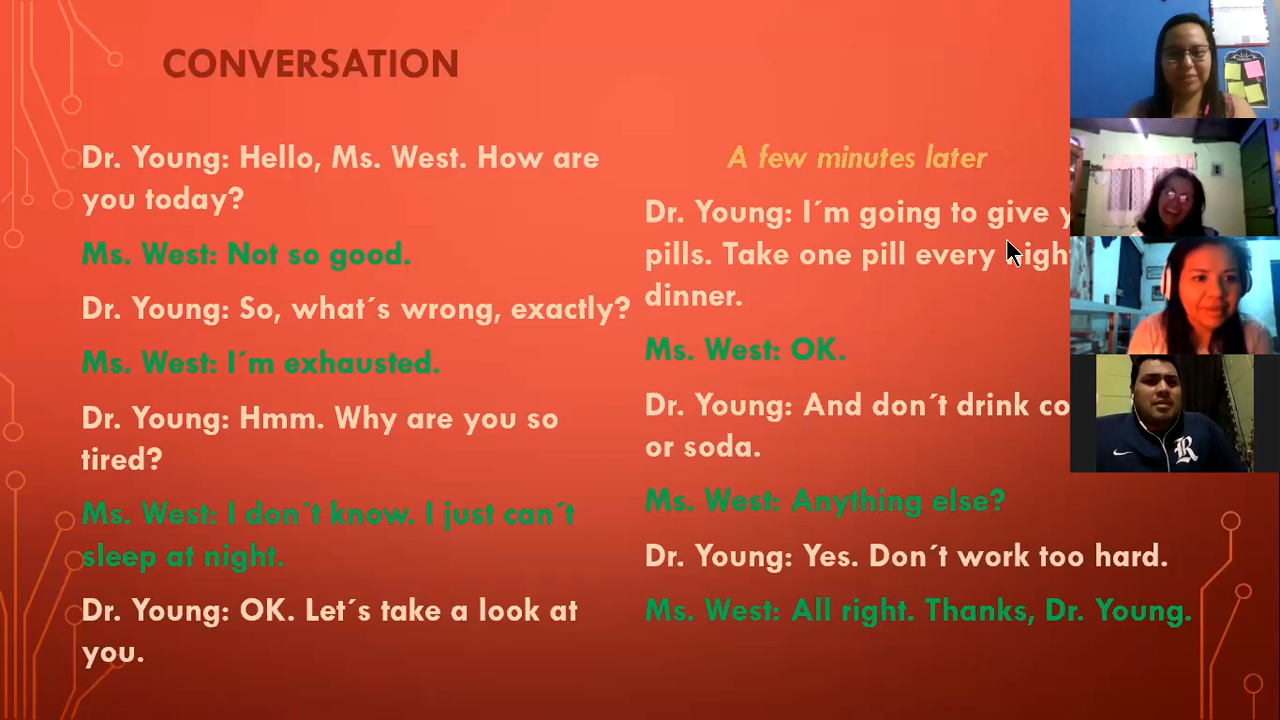 CONVERSATION
Dr. Young: Hello, Ms. West. How are
you today?
Ms. West: Not so good.
Dr. Young: So, what´s wrong, exactly?
Ms. West: I´m exhausted.
Dr. Young: Hmm. Why are you so
tired?
Ms. West: I don´t know. I just can´t
sleep at night.
Dr. Young: OK. Let´s take a look at
you.
A few minutes later
Dr. Young: I´m going to give
pills. Take one pill every
dinner.
Ms. West: OK.
Dr. Young: And don´t drink
or soda.
Ms. West: Anything else?
Dr. Young: Yes. Don´t work too hard.
Ms. West: All right. Thanks, Dr. Young.
R